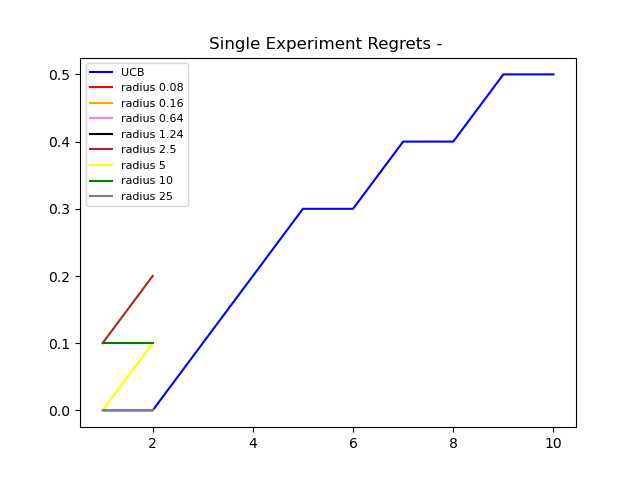 Single Experiment Regrets -
0.5
0.4
0.3
0.2
0.1
0.0
UCB
radius 0.08
radius 0.16
radius 0.64
radius 1.24
radius 2.5
radius 5
radius 10
radius 25
2
4
6
8
10